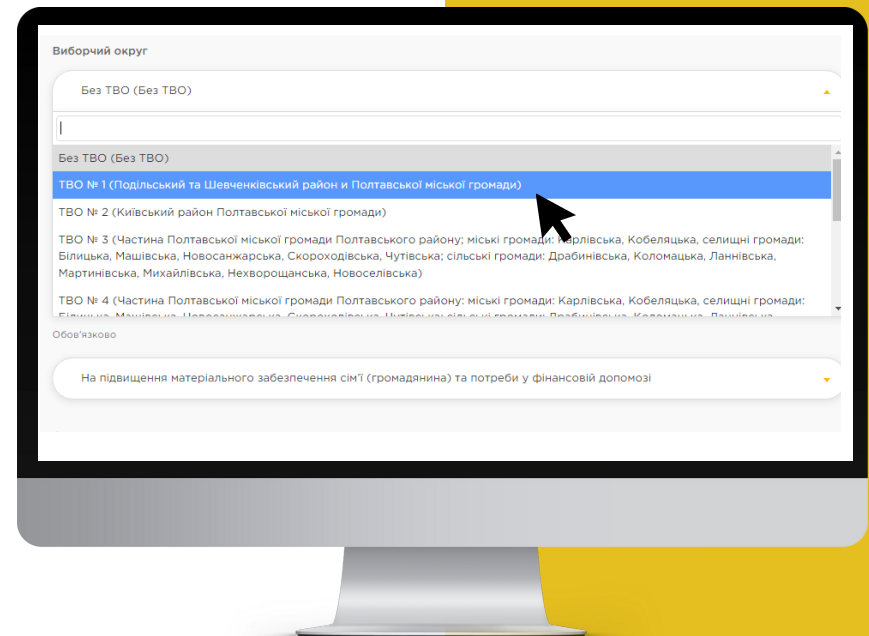 Виборчий округ
Без ТВО (Без ТВО)
Без ТВО (Без ТВО)
ТВО № 1 (Подільський та Шевченківський район и Полтавської міської громади)
ТВО № 2 (Київський район Полтавської міської громади)
ТВО № 3 (Частина Полтавської міської громади Полтавського району; міські громади: Карлівська, Кобеляцька, селищні громади:
Білицька, Машівська, Новосанжарська, Скороходівська, Чутівська; сільські громади: Драбинівська, Коломацька, Ланнівська,
Мартинівська, Михайлівська, Нехворощанська, Новоселівська)
ТВО № 4 (Частина Полтавської міської громади Полтавського району: міські громади: Карлівська, Кобеляцька, селищні громади:
Обов'язково
На підвищення матеріального забезпечення сім'ї (громадянина) та потреби у фінансовій допомозі